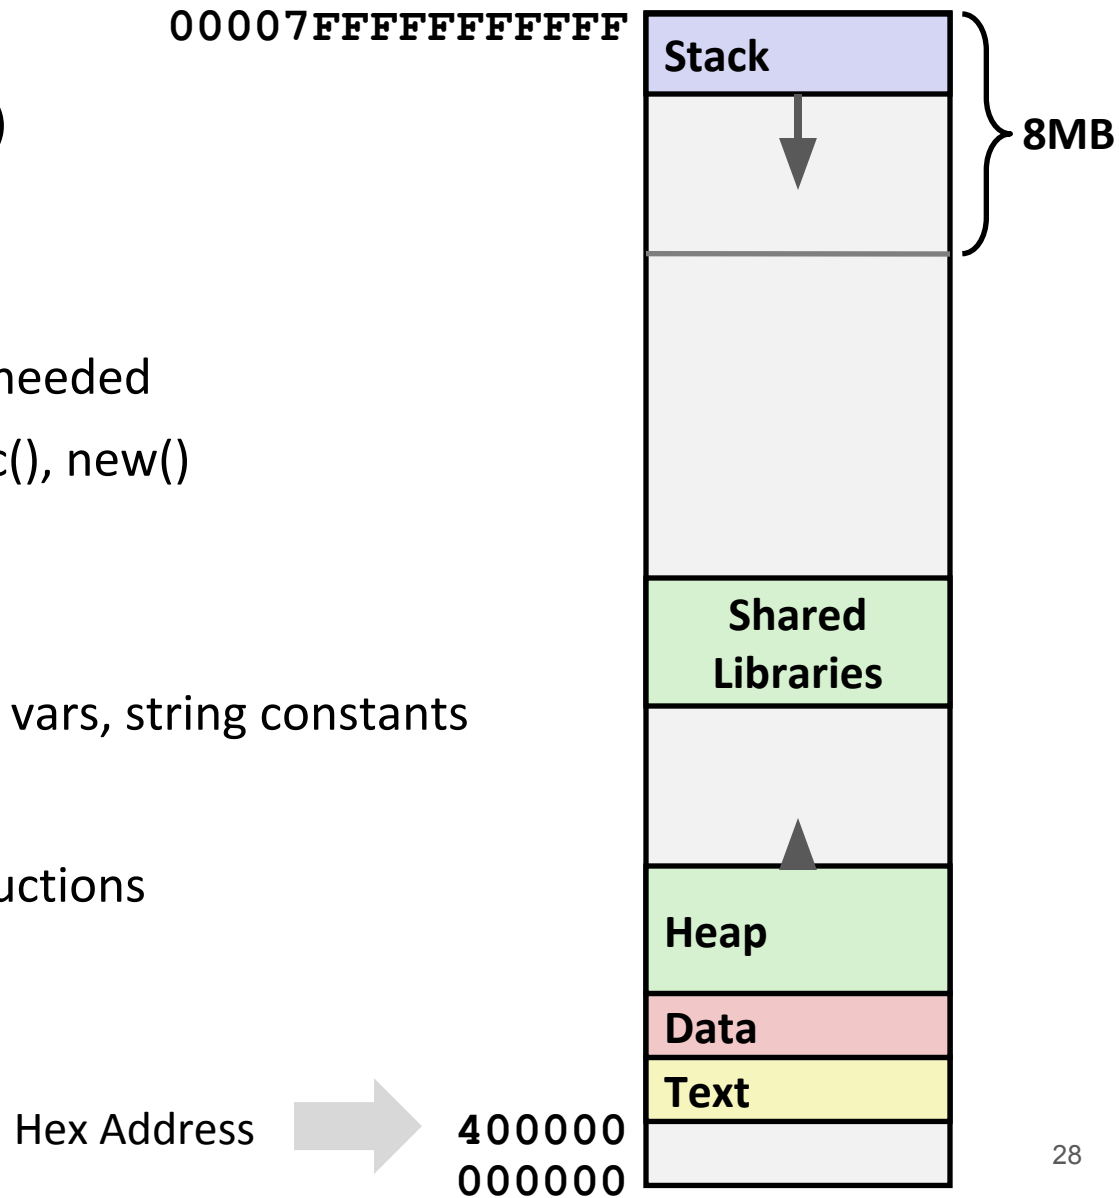 00007FFFFFFFFFFF
Stack
)
8MB
needed
c(), new()
Shared
Libraries
vars, string constants
uctions
Heap
Data
Text
Hex Address
400000
000000
28